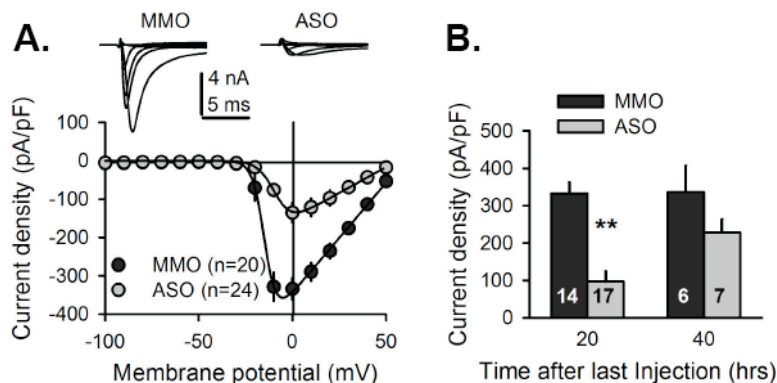 A.
MMO
ASO
4 nA
5 ms
Current density (pA/pF)
100
0
-100
-200
-300
-400
MMO (n=20)
ASO (n=24)
-100
-50
0
50
Membrane potential (mV)
B.
MMO
ASO
Current density (pA/pF)
500
400
300
200
100
0
**
14
17
6
7
20
40
Time after last Injection (hrs)